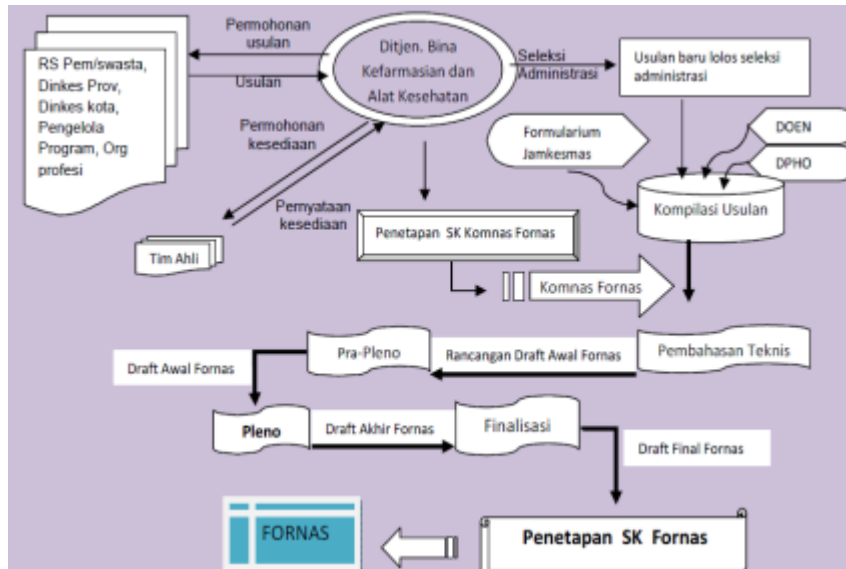 Permohonan
usulan
Usulan
RS Pem/swasta,
Dinkes Prov,
Dinkes kota,
Pengelola
Program, Org
profesi
Ditjen. Bina
Kefarmasian dan
Alat Kesehatan
Seleksi
Administrasi
Usulan baru lolos seleksi
administrasi
Permohonan
kesediaan
Pernyataan
kesediaan
Tim Ahli
Formularium
Jamkesmas
DOEN
DPHO
Kompilasi Usulan
Penetapan SK Komnas Fornas
Komnas Fornas
Pembahasan Teknis
Rancangan Draft Awal Fornas
Pra-Pleno
Draft Awal Fornas
Pleno
Draft Akhir Fornas
Finalisasi
Draft Final Fornas
Penetapan SK Fornas
FORNAS